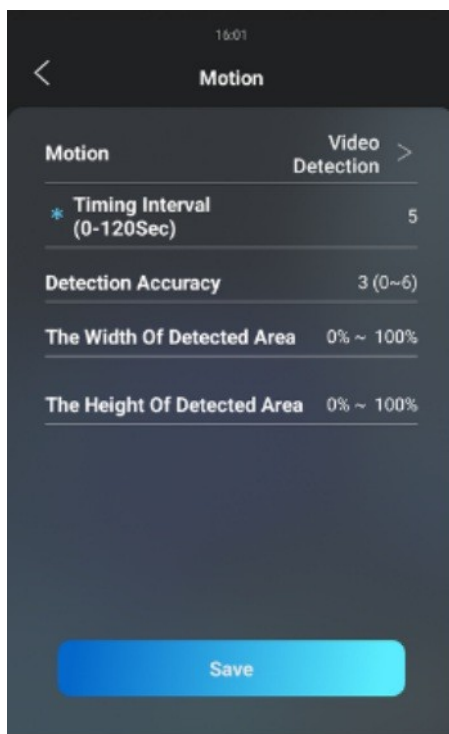 16:01
Motion
Motion
Video
Detection
* Timing Interval
(0-120Sec)
5
Detection Accuracy
3 (0~6)
The Width Of Detected Area
0% ~ 100%
The Height Of Detected Area
0% ~ 100%
Save